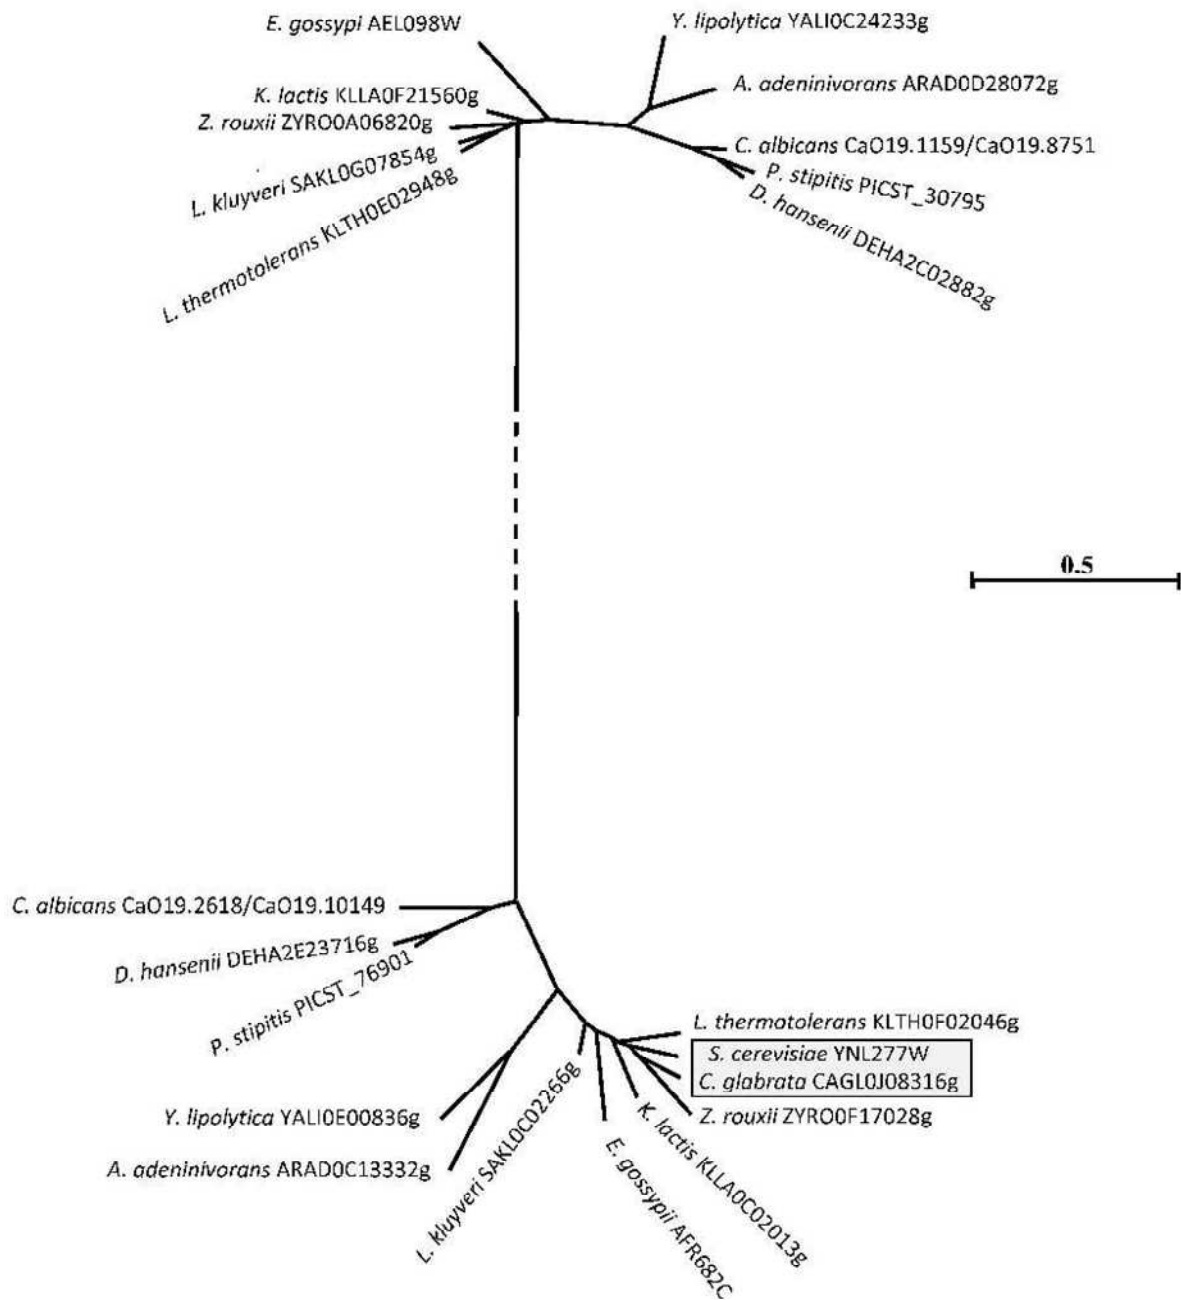 E. gossypi AEL098W
Y. lipolytica YALI0C24233g
K. lactis KLLA0F21560g
A. adeninivorans ARAD0D28072g
Z. rouxii ZYRO0A06820g
C. albicans CaO19.1159/CaO19.8751
L. kluyveri SAKL0G07854g
P. stipitis PICST_30795
L. thermotolerans KLTH0E02948g
D. hansenii DEHA2C02882g
0.5
C. albicans CaO19.2618/CaO19.10149
D. hansenii DEHA2E23716g
P. stipitis PICST_76901
L. thermotolerans KLTH0F02046g
S. cerevisiae YNL277W
C. glabrata CAGL0J08316g
Y. lipolytica YALI0E00836g
Z. rouxii ZYRO0F17028g
A. adeninivorans ARAD0C13332g
L. kluyveri SAKL0C02266g
E. gossypii AFR682C
K. lactis KLLA0C02013g